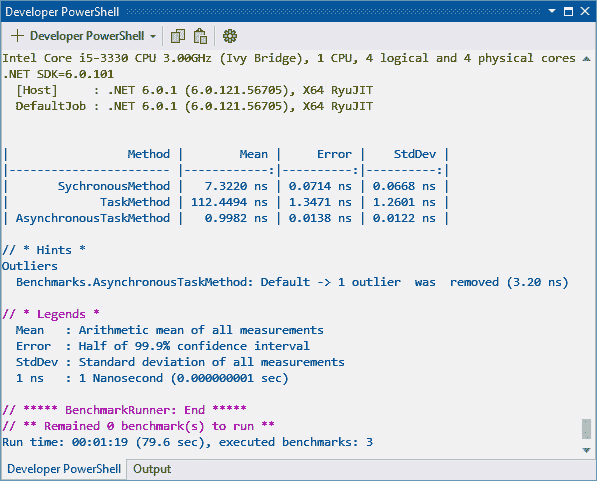 Developer PowerShell
Developer PowerShell
Intel Core i5-3330 CPU 3.00GHz (Ivy Bridge), 1 CPU, 4 logical and 4 physical cores
.NET SDK=6.0.101
  [Host]     : .NET 6.0.1 (6.0.121.56705), X64 RyuJIT
  DefaultJob : .NET 6.0.1 (6.0.121.56705), X64 RyuJIT
|                 Method |        Mean |     Error |    StdDev |
|----------------------- |------------:|----------:|----------:|
|       SychronousMethod |   7.3220 ns | 0.0714 ns | 0.0668 ns |
|             TaskMethod | 112.4494 ns | 1.3471 ns | 1.2601 ns |
| AsynchronousTaskMethod |   0.9982 ns | 0.0138 ns | 0.0122 ns |
// * Hints *
Outliers
  Benchmarks.AsynchronousTaskMethod: Default -> 1 outlier  was  removed (3.20 ns)
// * Legends *
  Mean   : Arithmetic mean of all measurements
  Error  : Half of 99.9% confidence interval
  StdDev : Standard deviation of all measurements
  1 ns   : 1 Nanosecond (0.000000001 sec)
// ***** BenchmarkRunner: End *****
// ** Remained 0 benchmark(s) to run **
Run time: 00:01:19 (79.6 sec), executed benchmarks: 3
Developer PowerShell Output